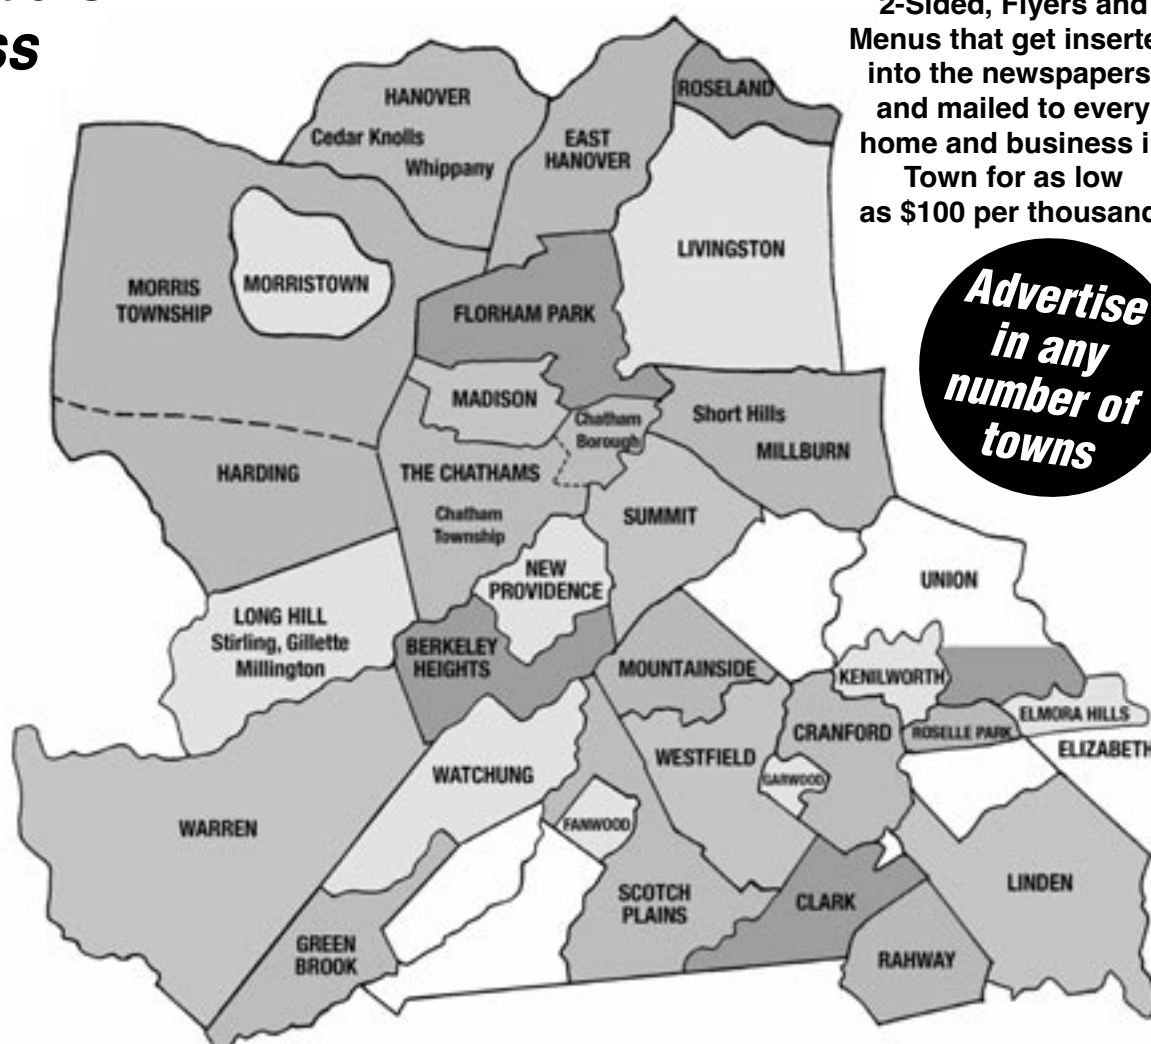 ss
2-Sided, Flyers and
Menus that get inserte
into the newspapers
and mailed to every
home and business i
Town for as low
as $100 per thousand
Advertise
in any
number of
towns
HANOVER
Cedar Knolls
Whippany
EAST
HANOVER
ROSELAND
LIVINGSTON
MORRIS
TOWNSHIP
MORRISTOWN
FLORHAM PARK
MADISON
Chatham
Borough
Short Hills
MILLBURN
HARDING
THE CHATHAMS
Chatham
Township
SUMMIT
NEW
PROVIDENCE
UNION
LONG HILL
Stirling, Gillette
Millington
BERKELEY
HEIGHTS
MOUNTAINSIDE
KENILWORTH
ELMORA HILLS
ROSELLE PARK
ELIZABETH
CRANFORD
WESTFIELD
GARWOOD
WATCHUNG
FANWOOD
WARREN
SCOTCH
PLAINS
CLARK
LINDEN
GREEN
BROOK
RAHWAY